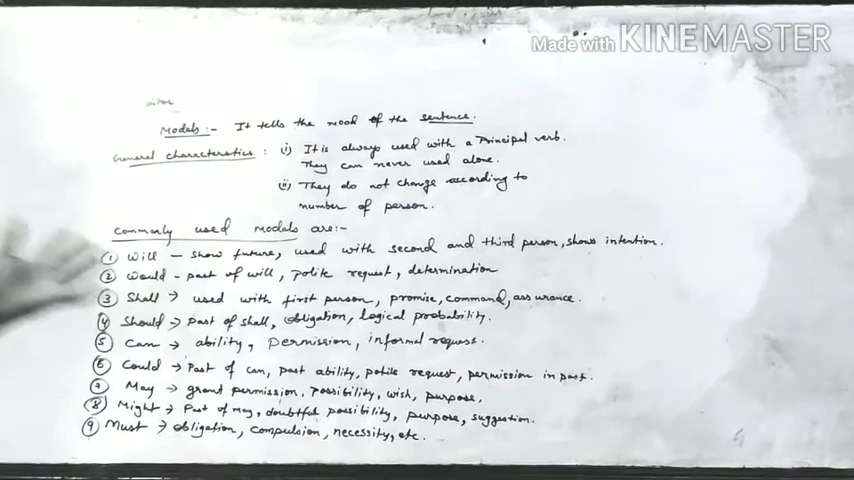 Made with KINEMASTER
Models:- It tells the mood of the sentence.
General characterstics : (i) It is always used with a Principal verb.
They can never used alone.
(ii) They do not change according to
number of person.
Commonly used models are:-
① Will - show future, used with second and third person, shows intention.
② Would - past of will, polite request, determination
③ Shall → used with first person, promise, command, assurance.
④ Should → past of shall, obligation, logical probability.
⑤ Can → ability, permission, informal request.
⑥ Could → Past of can, past ability, polite request, permission in past.
⑦ May → grant permission, Possibility, wish, purpose,
⑧ Might → Past of may, doubtful possibility, purpose, suggestion.
⑨ Must → obligation, compulsion, necessity, etc.